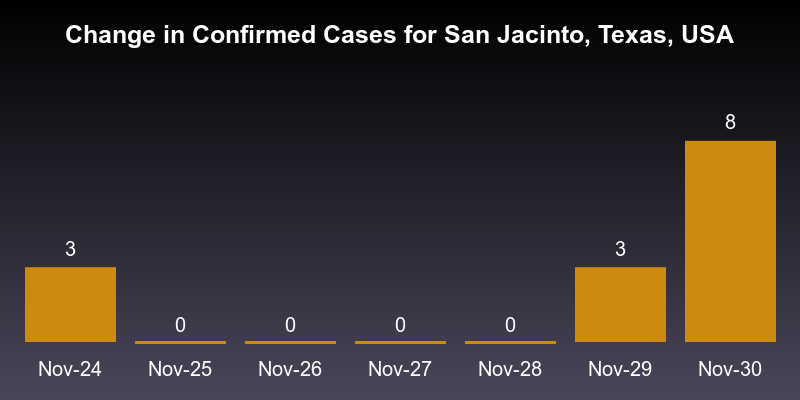 Change in Confirmed Cases for San Jacinto, Texas, USA
8
3
3
0
0
0
0
Nov-24
Nov-25
Nov-26
Nov-27
Nov-28
Nov-29
Nov-30